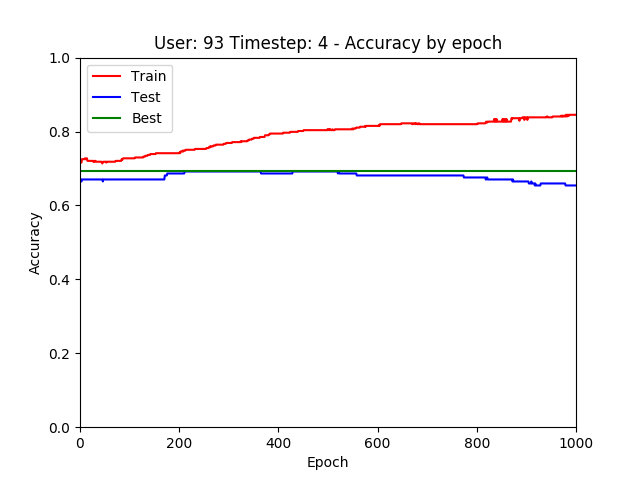 User: 93 Timestep: 4 - Accuracy by epoch
Train
Test
Best
Accuracy
1.0
0.8
0.6
0.4
0.2
0.0
0 200 400 600 800 1000
Epoch